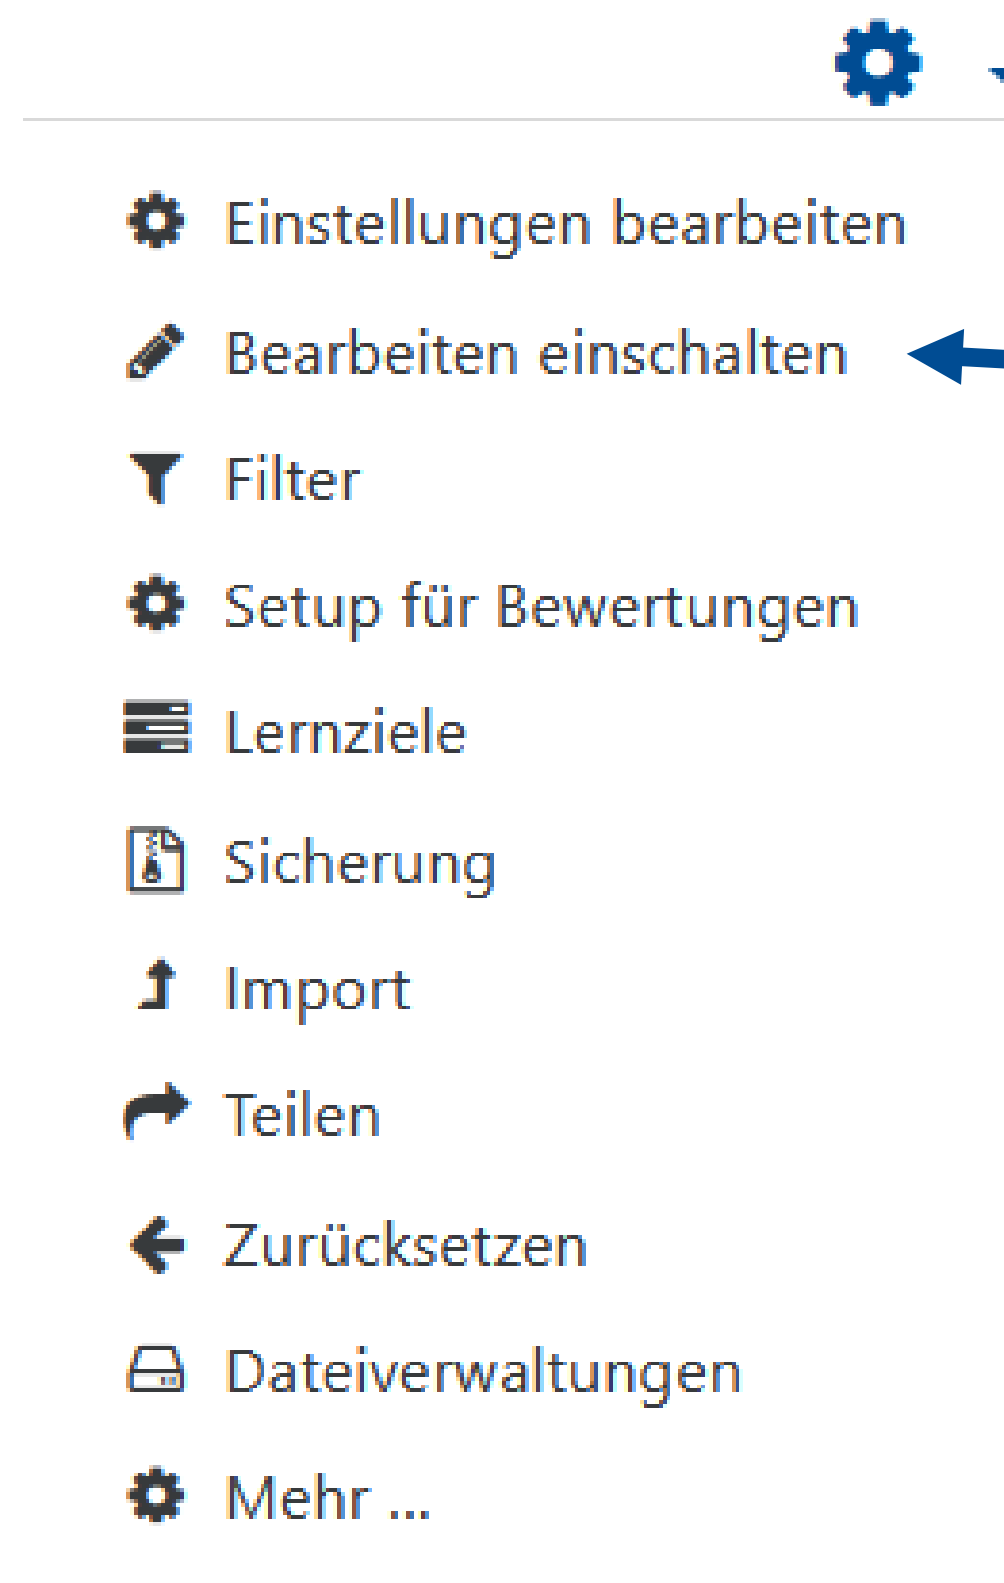 Einstellungen bearbeiten
Bearbeiten einschalten
Filter
Setup für Bewertungen
Lernziele
Sicherung
Import
Teilen
Zurücksetzen
Dateiverwaltungen
Mehr ...